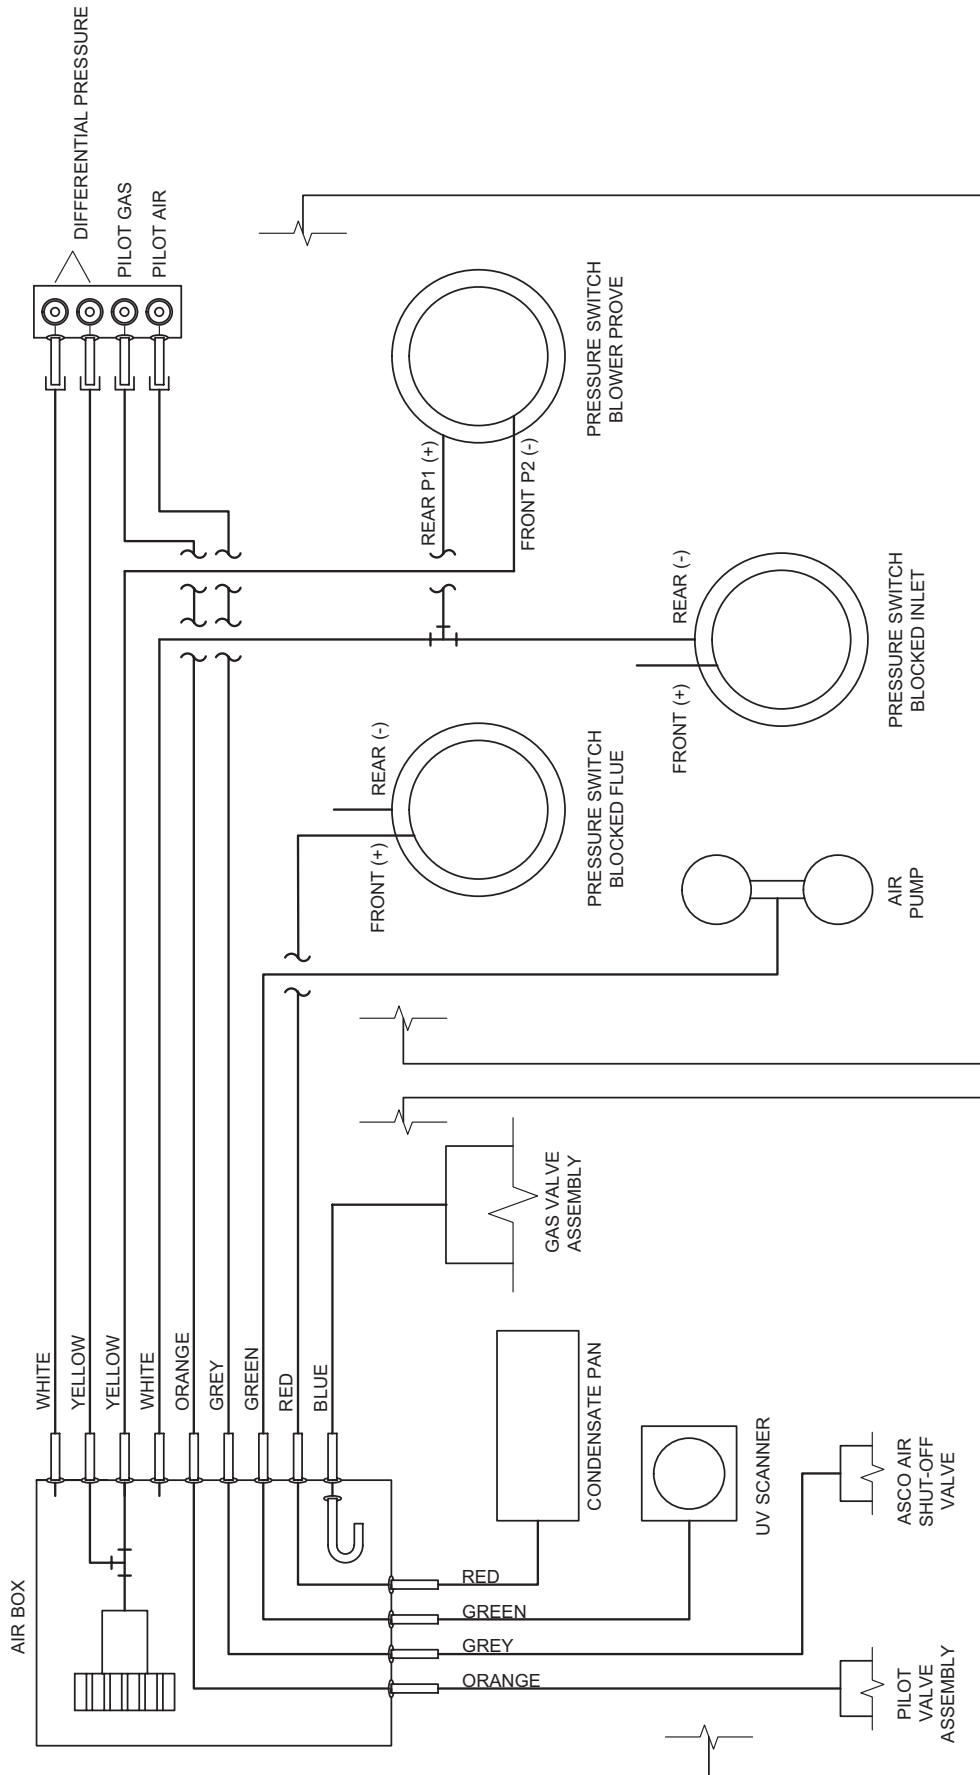 DIFFERENTIAL PRESSURE
PILOT GAS
PILOT AIR
PRESSURE SWITCH
BLOWER PROVE
REAR P1 (+)
FRONT P2 (-)
REAR (-)
FRONT (+)
PRESSURE SWITCH
BLOCKED INLET
REAR (-)
FRONT (+)
PRESSURE SWITCH
BLOCKED FLUE
AIR
PUMP
GAS VALVE
ASSEMBLY
WHITE
YELLOW
YELLOW
WHITE
ORANGE
GREY
GREEN
RED
BLUE
CONDENSATE PAN
UV SCANNER
ASCO AIR
SHUT-OFF
VALVE
AIR BOX
RED
GREEN
GREY
ORANGE
PILOT
VALVE
ASSEMBLY